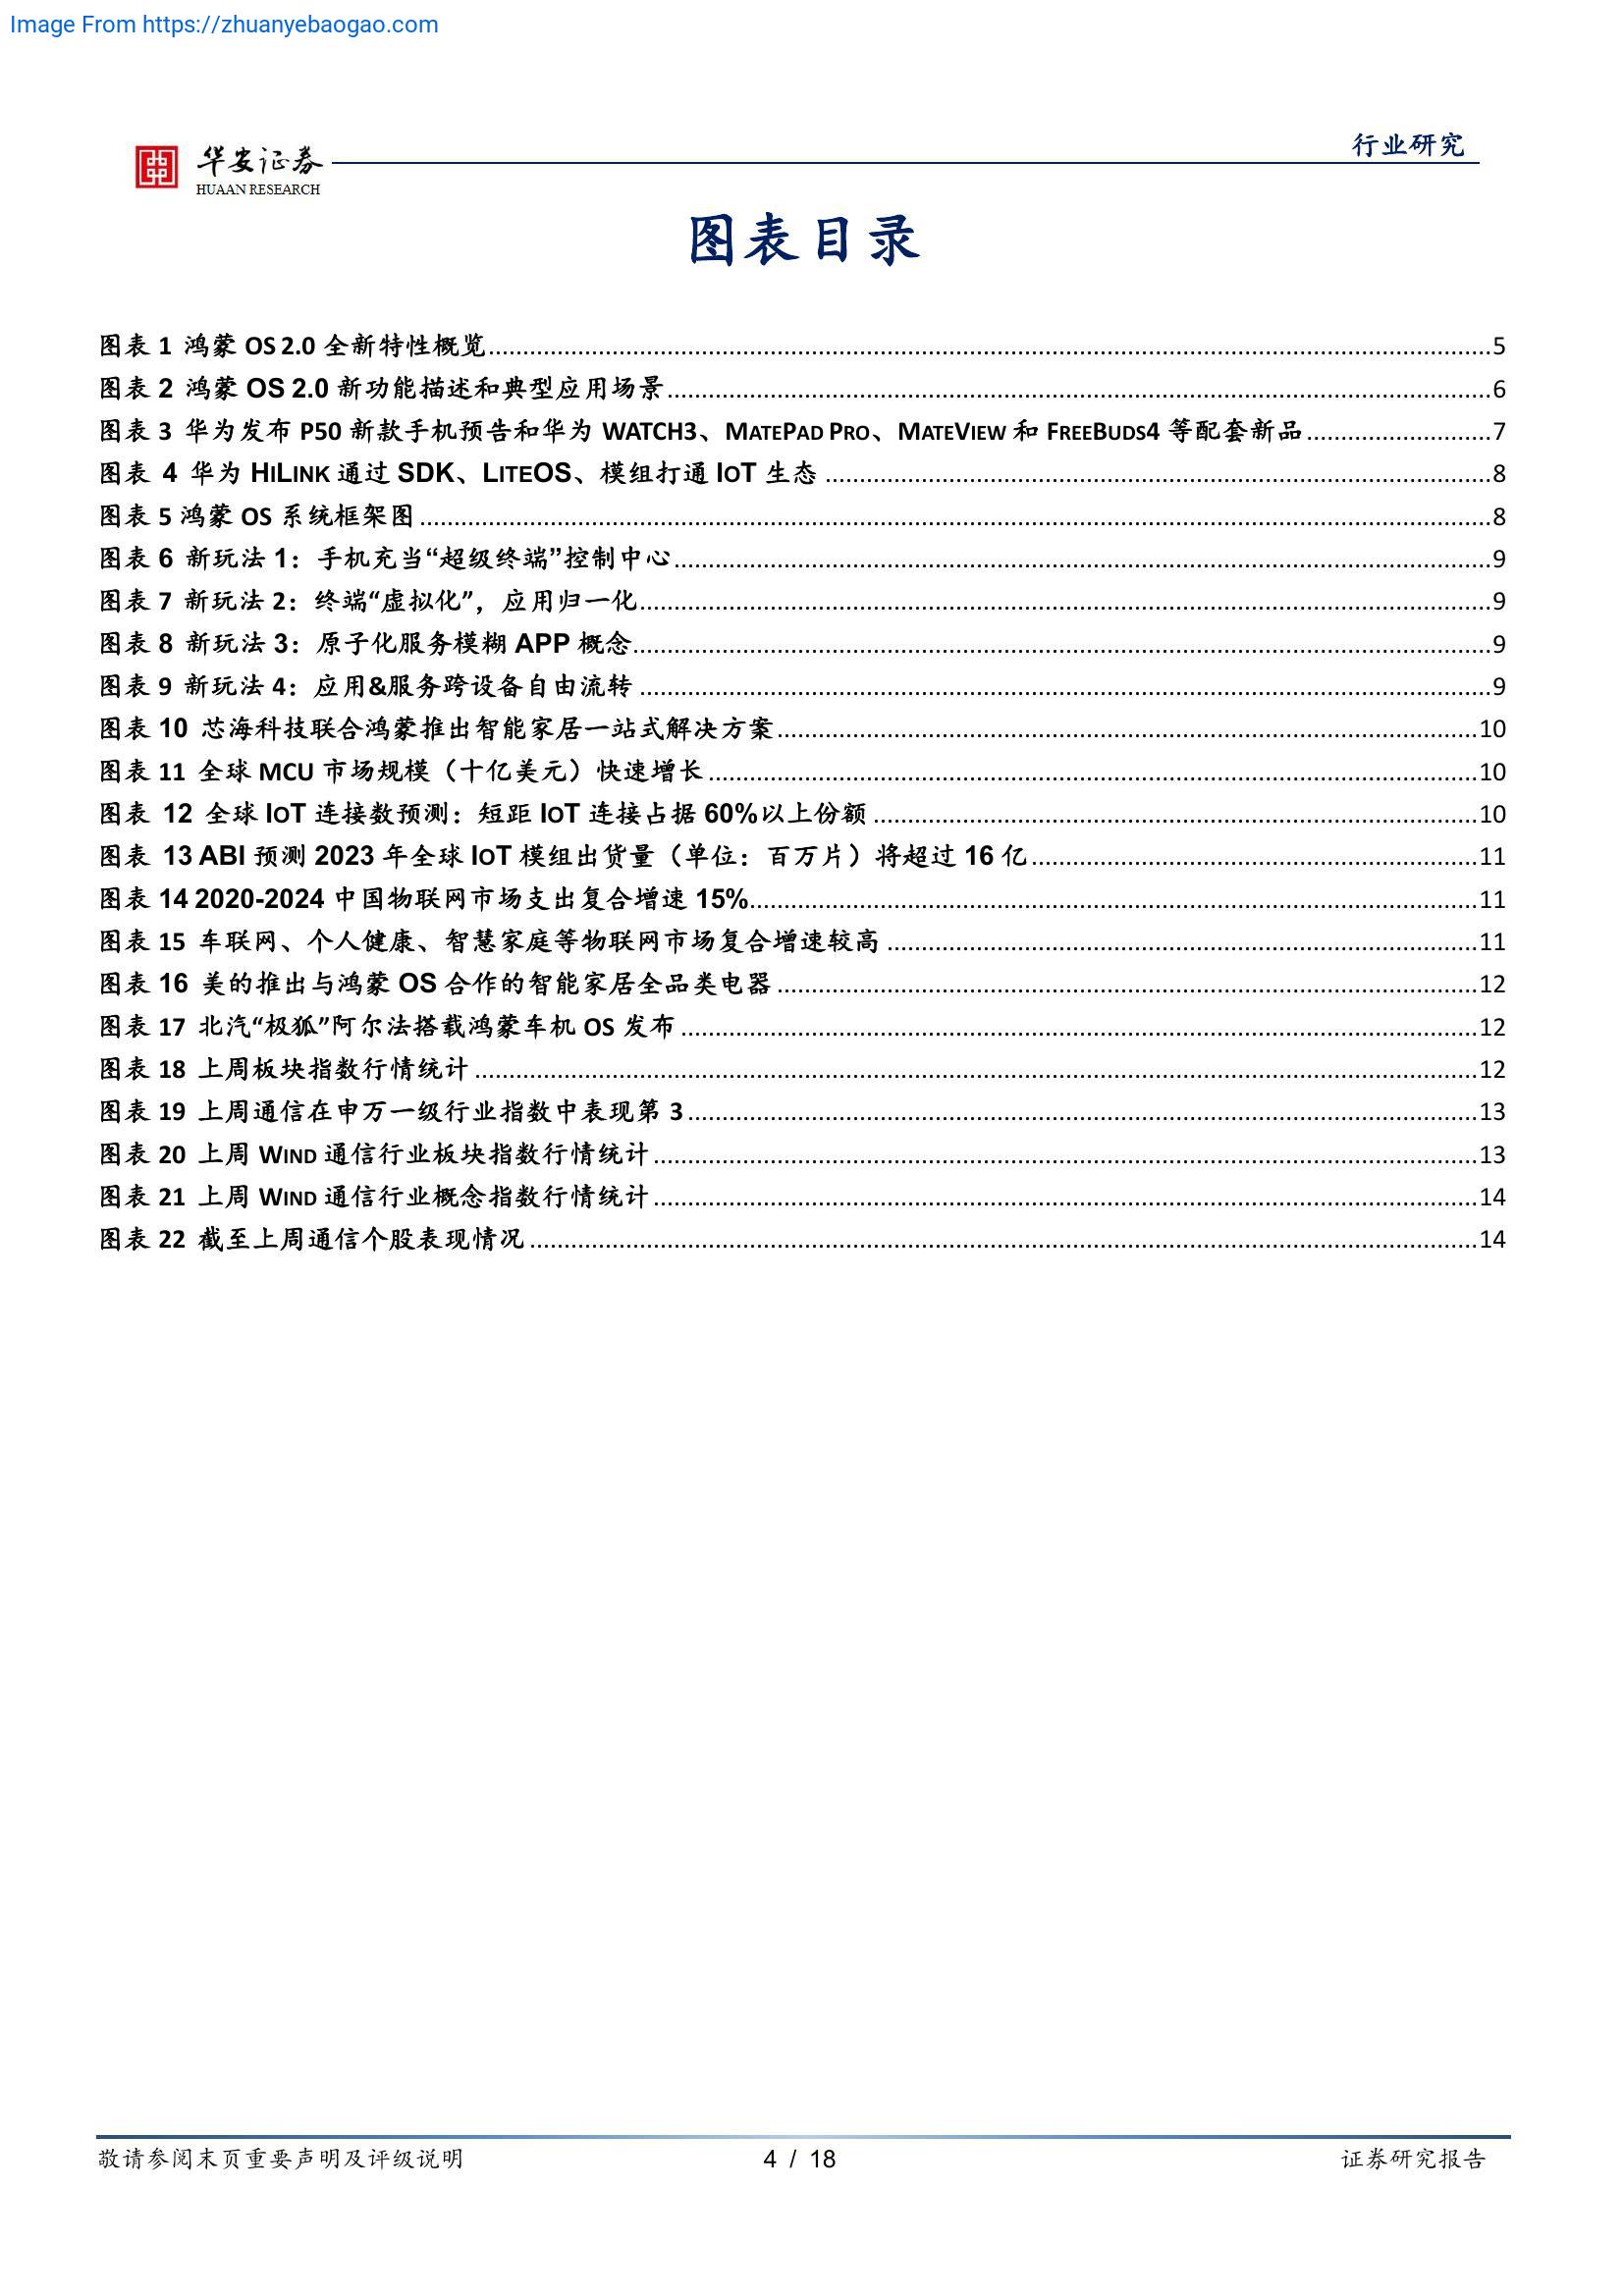 Image From https://zhuanyebaogao.com
华安证券
HUAAN RESEARCH
行业研究
图表目录
图表 1 鸿蒙 OS 2.0 全新特性概览 5
图表 2 鸿蒙 OS 2.0 新功能描述和典型应用场景 6
图表 3 华为发布 P50 新款手机预告和华为 WATCH3、MATEPAD PRO、MATEVIEW 和 FREEBUDS4 等配套新品 7
图表 4 华为 HILINK 通过 SDK、LITEOS、模组打通 IOT 生态 8
图表 5 鸿蒙 OS 系统框架图 8
图表 6 新玩法 1：手机充当“超级终端”控制中心 9
图表 7 新玩法 2：终端“虚拟化”，应用归一化 9
图表 8 新玩法 3：原子化服务模糊 APP 概念 9
图表 9 新玩法 4：应用&服务跨设备自由流转 9
图表 10 芯海科技联合鸿蒙推出智能家居一站式解决方案 10
图表 11 全球 MCU 市场规模（十亿美元）快速增长 10
图表 12 全球 IOT 连接数预测：短距 IOT 连接占据 60%以上份额 10
图表 13 ABI 预测 2023 年全球 IOT 模组出货量（单位：百万片）将超过 16 亿 11
图表 14 2020-2024 中国物联网市场支出复合增速 15% 11
图表 15 车联网、个人健康、智慧家庭等物联网市场复合增速较高 11
图表 16 美的推出与鸿蒙 OS 合作的智能家居全品类电器 12
图表 17 北汽“极狐”阿尔法搭载鸿蒙车机 OS 发布 12
图表 18 上周板块指数行情统计 12
图表 19 上周通信在申万一级行业指数中表现第 3 13
图表 20 上周 WIND 通信行业板块指数行情统计 13
图表 21 上周 WIND 通信行业概念指数行情统计 14
图表 22 截至上周通信个股表现情况 14
敬请参阅末页重要声明及评级说明
4 / 18
证券研究报告